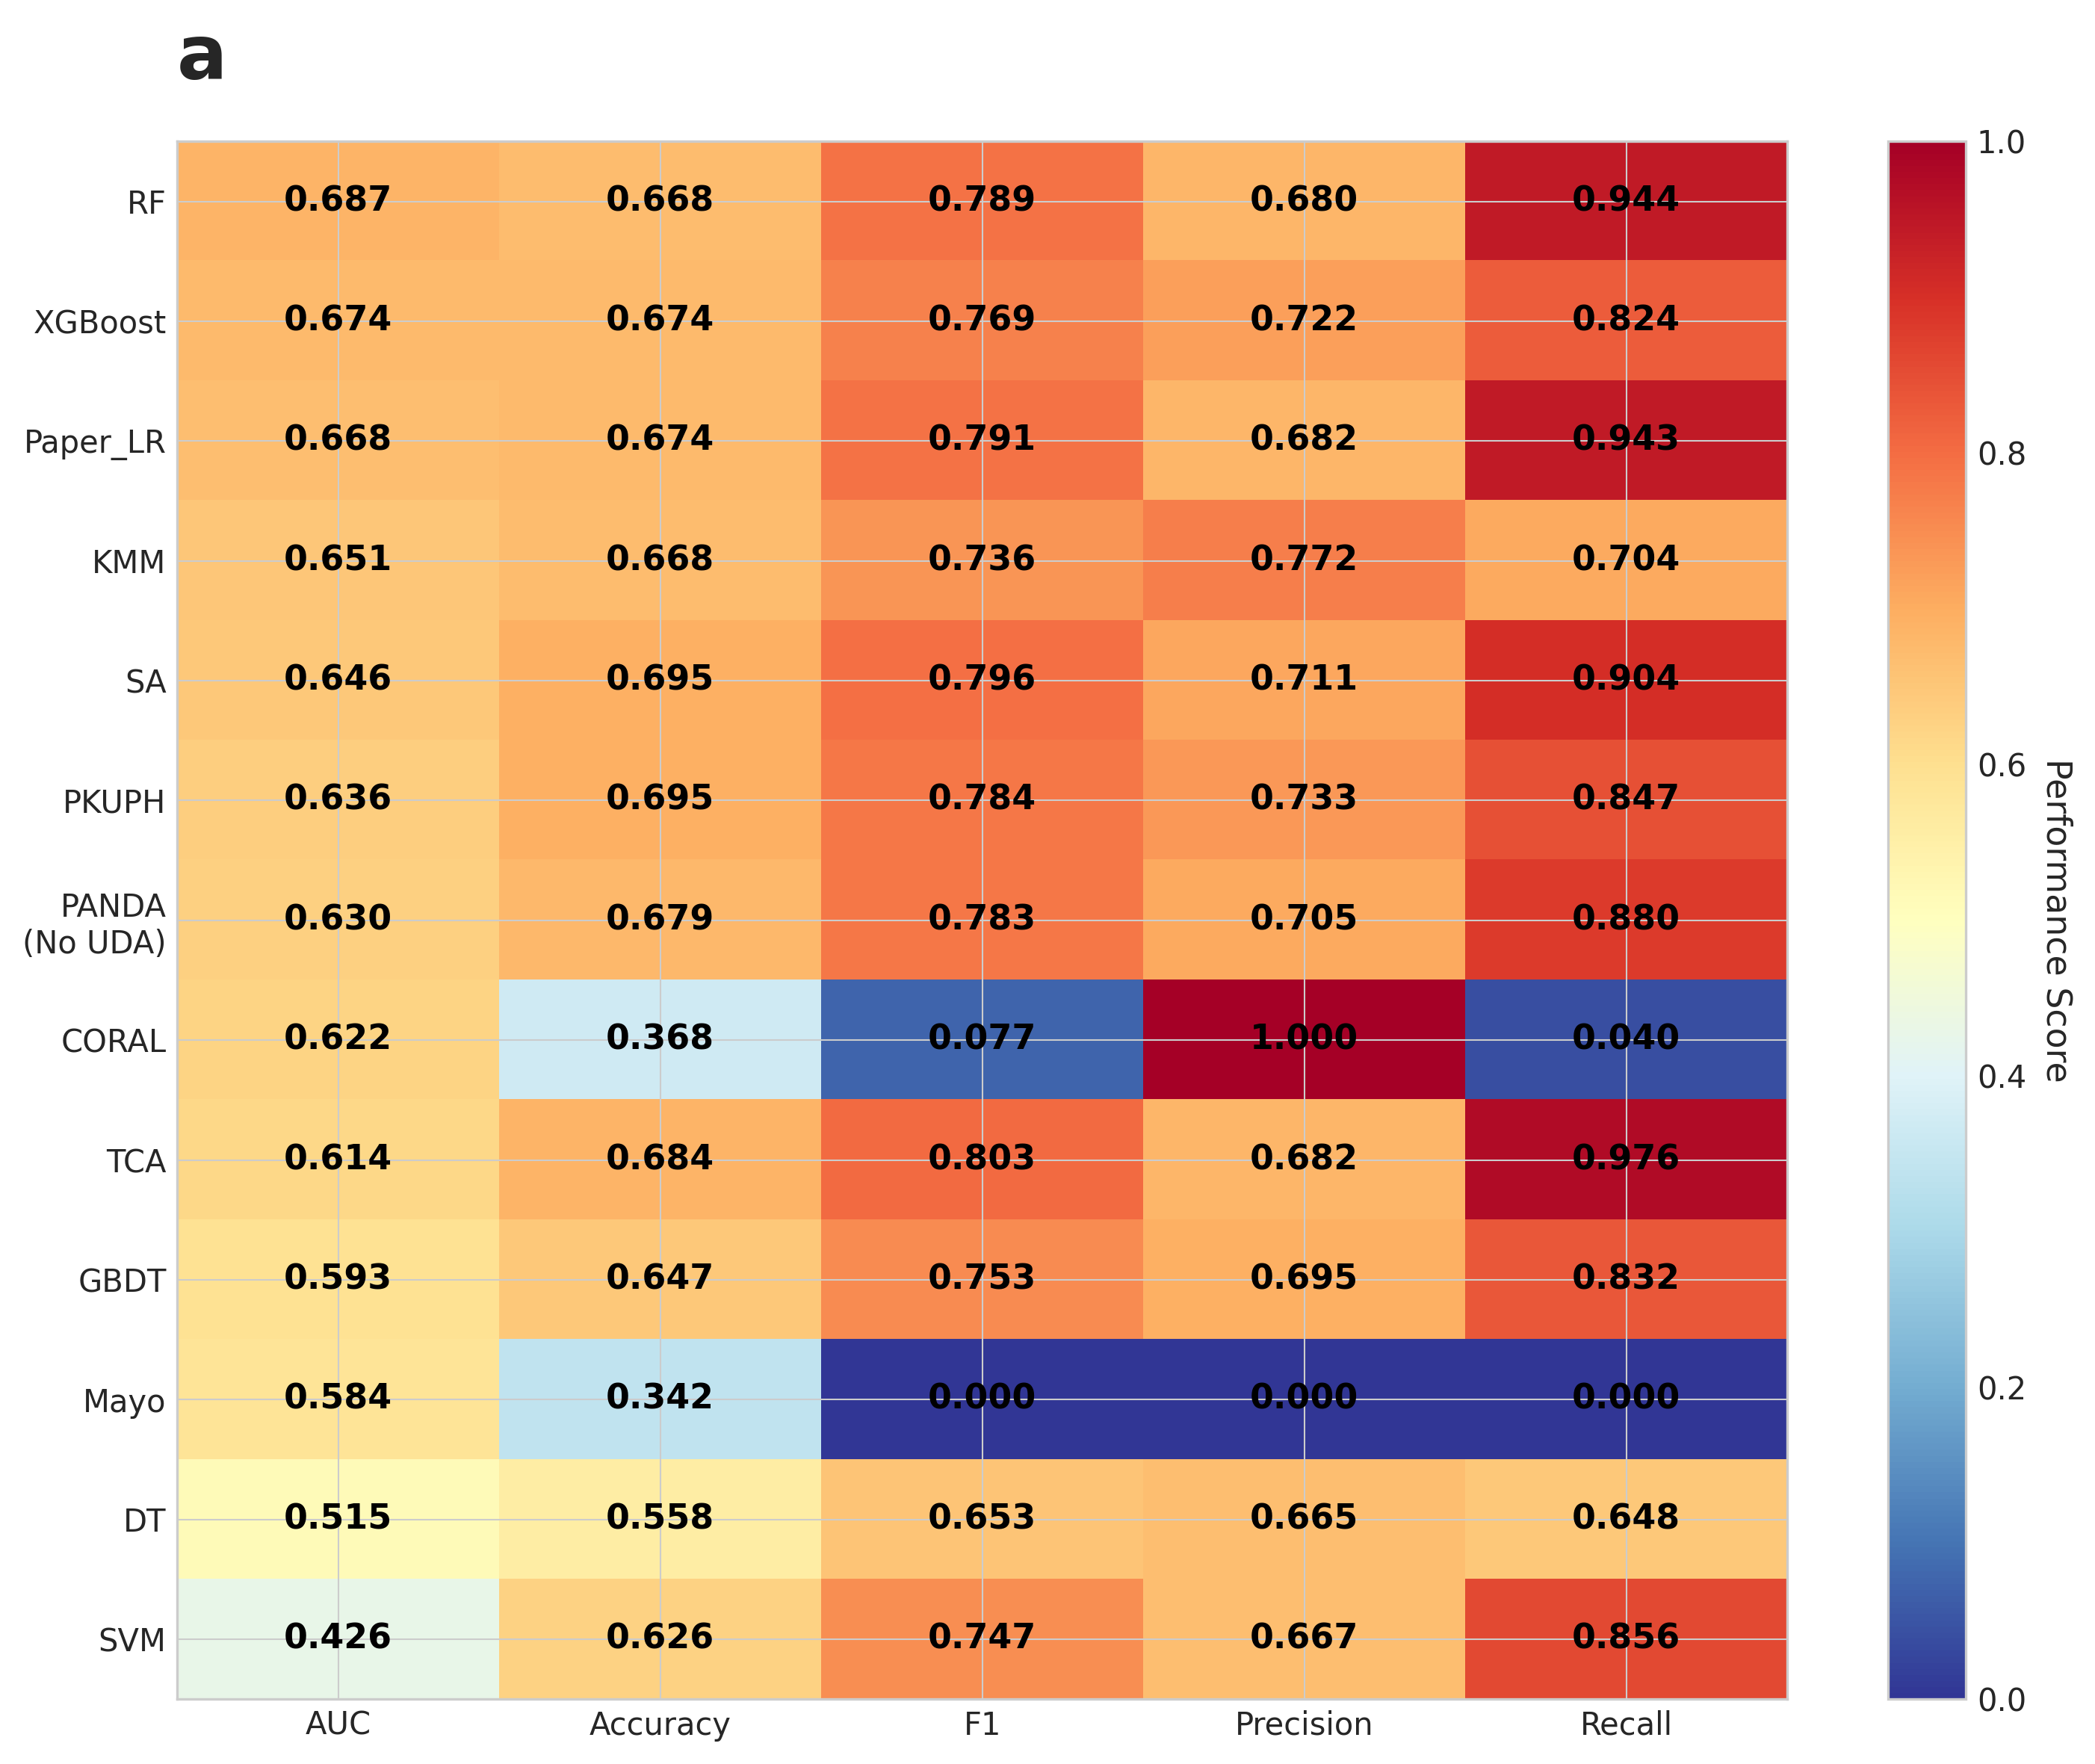 a
RF 0.687 0.668 0.789 0.680 0.944
XGBoost 0.674 0.674 0.769 0.722 0.824
Paper_LR 0.668 0.674 0.791 0.682 0.943
KMM 0.651 0.668 0.736 0.772 0.704
SA 0.646 0.695 0.796 0.711 0.904
PKUPH 0.636 0.695 0.784 0.733 0.847
PANDA
(No UDA) 0.630 0.679 0.783 0.705 0.880
CORAL 0.622 0.368 0.077 1.000 0.040
TCA 0.614 0.684 0.803 0.682 0.976
GBDT 0.593 0.647 0.753 0.695 0.832
Mayo 0.584 0.342 0.000 0.000 0.000
DT 0.515 0.558 0.653 0.665 0.648
SVM 0.426 0.626 0.747 0.667 0.856
AUC Accuracy F1 Precision Recall
1.0
0.8
0.6
0.4
0.2
0.0
Performance Score